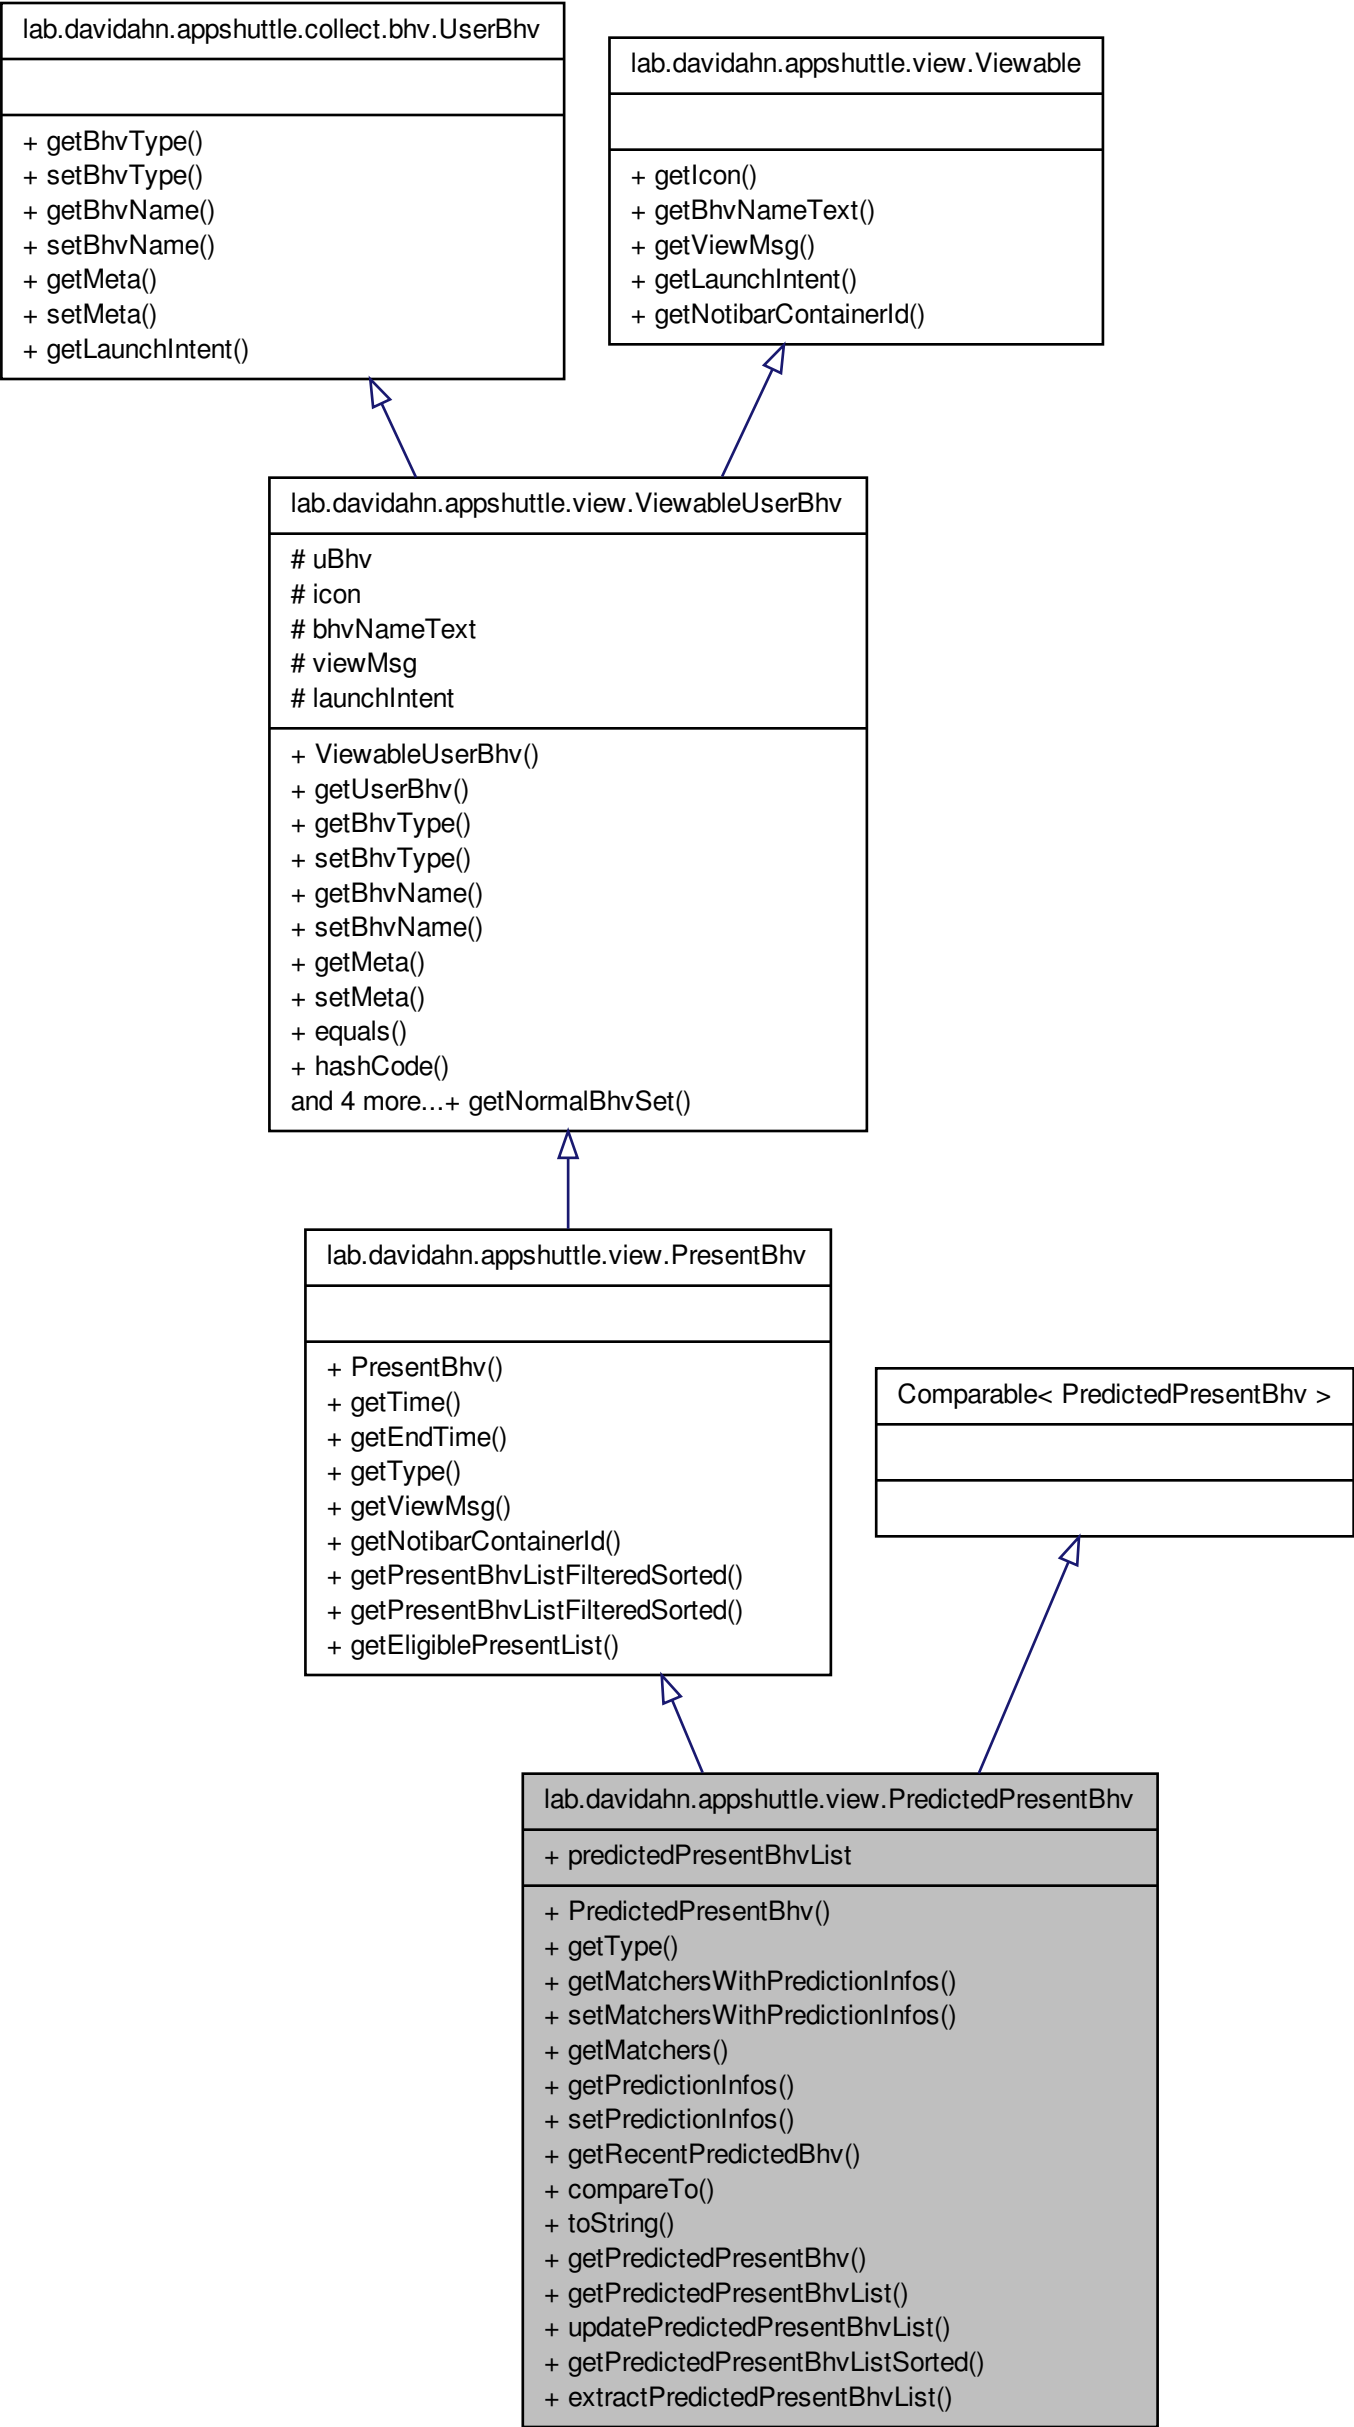 lab.davidahn.appshuttle.collect.bhv.UserBhv
+ getBhvType()
+ setBhvType()
+ getBhvName()
+ setBhvName()
+ getMeta()
+ setMeta()
+ getLaunchIntent()
lab.davidahn.appshuttle.view.Viewable
+ getIcon()
+ getBhvNameText()
+ getViewMsg()
+ getLaunchIntent()
+ getNotibarContainerId()
lab.davidahn.appshuttle.view.ViewableUserBhv
# uBhv
# icon
# bhvNameText
# viewMsg
# launchIntent
+ ViewableUserBhv()
+ getUserBhv()
+ getBhvType()
+ setBhvType()
+ getBhvName()
+ setBhvName()
+ getMeta()
+ setMeta()
+ equals()
+ hashCode()
and 4 more...+ getNormalBhvSet()
lab.davidahn.appshuttle.view.PresentBhv
+ PresentBhv()
+ getTime()
+ getEndTime()
+ getType()
+ getViewMsg()
+ getNotibarContainerId()
+ getPresentBhvListFilteredSorted()
+ getPresentBhvListFilteredSorted()
+ getEligiblePresentList()
Comparable< PredictedPresentBhv >
lab.davidahn.appshuttle.view.PredictedPresentBhv
+ predictedPresentBhvList
+ PredictedPresentBhv()
+ getType()
+ getMatchersWithPredictionInfos()
+ setMatchersWithPredictionInfos()
+ getMatchers()
+ getPredictionInfos()
+ setPredictionInfos()
+ getRecentPredictedBhv()
+ compareTo()
+ toString()
+ getPredictedPresentBhv()
+ getPredictedPresentBhvList()
+ updatePredictedPresentBhvList()
+ getPredictedPresentBhvListSorted()
+ extractPredictedPresentBhvList()